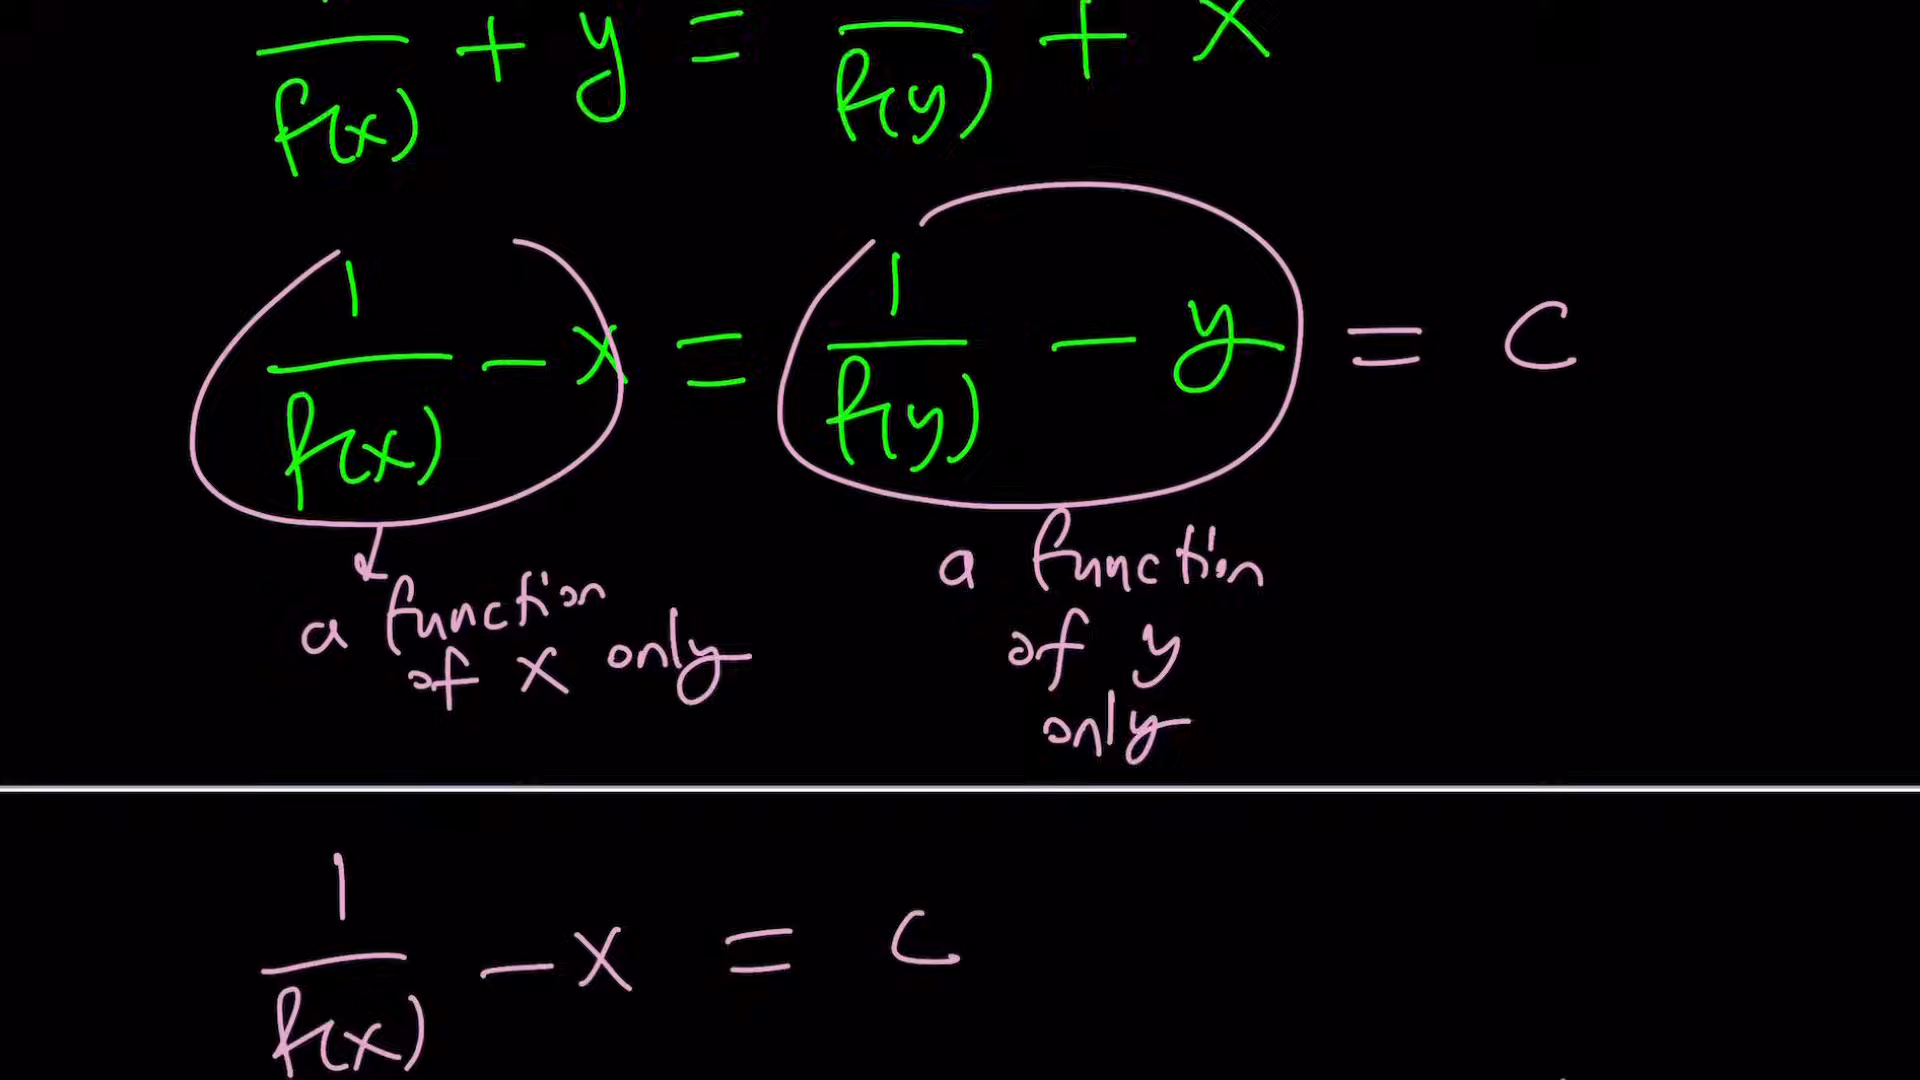 1/f(x) + y = 1/f(y) + x
1/f(x) - x = 1/f(y) - y = c
a function of x only
a function of y only
1/f(x) - x = c